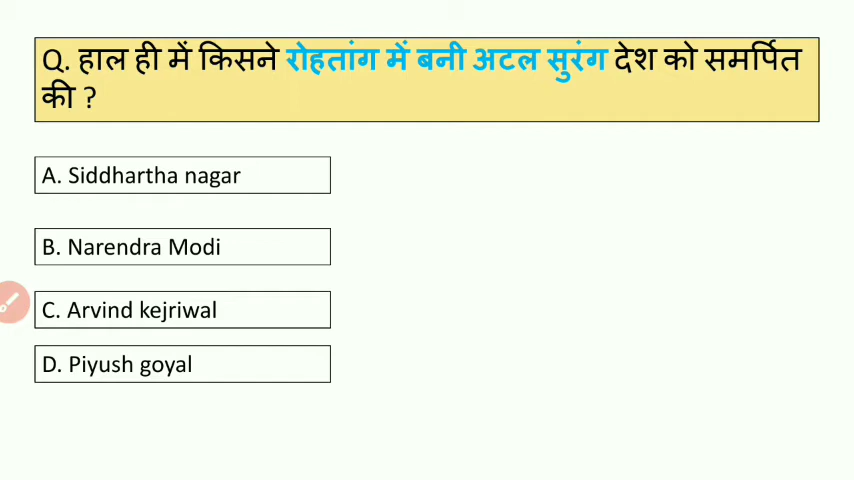 Q. हाल ही में किसने रोहतांग में बनी अटल सुरंग देश को समर्पित
की ?
A. Siddhartha nagar
B. Narendra Modi
C. Arvind kejriwal
D. Piyush goyal